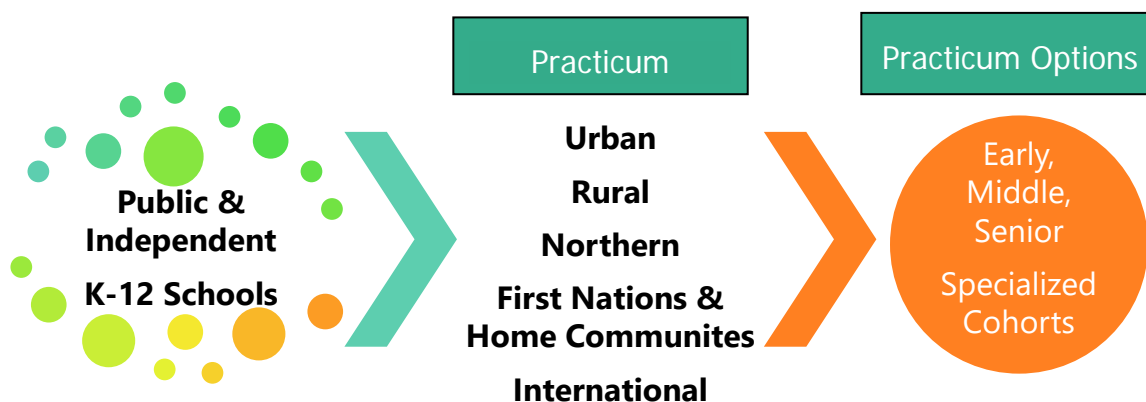 Public &
Independent
K-12 Schools
Practicum
Urban
Rural
Northern
First Nations &
Home Communites
International
Practicum Options
Early,
Middle,
Senior
Specialized
Cohorts